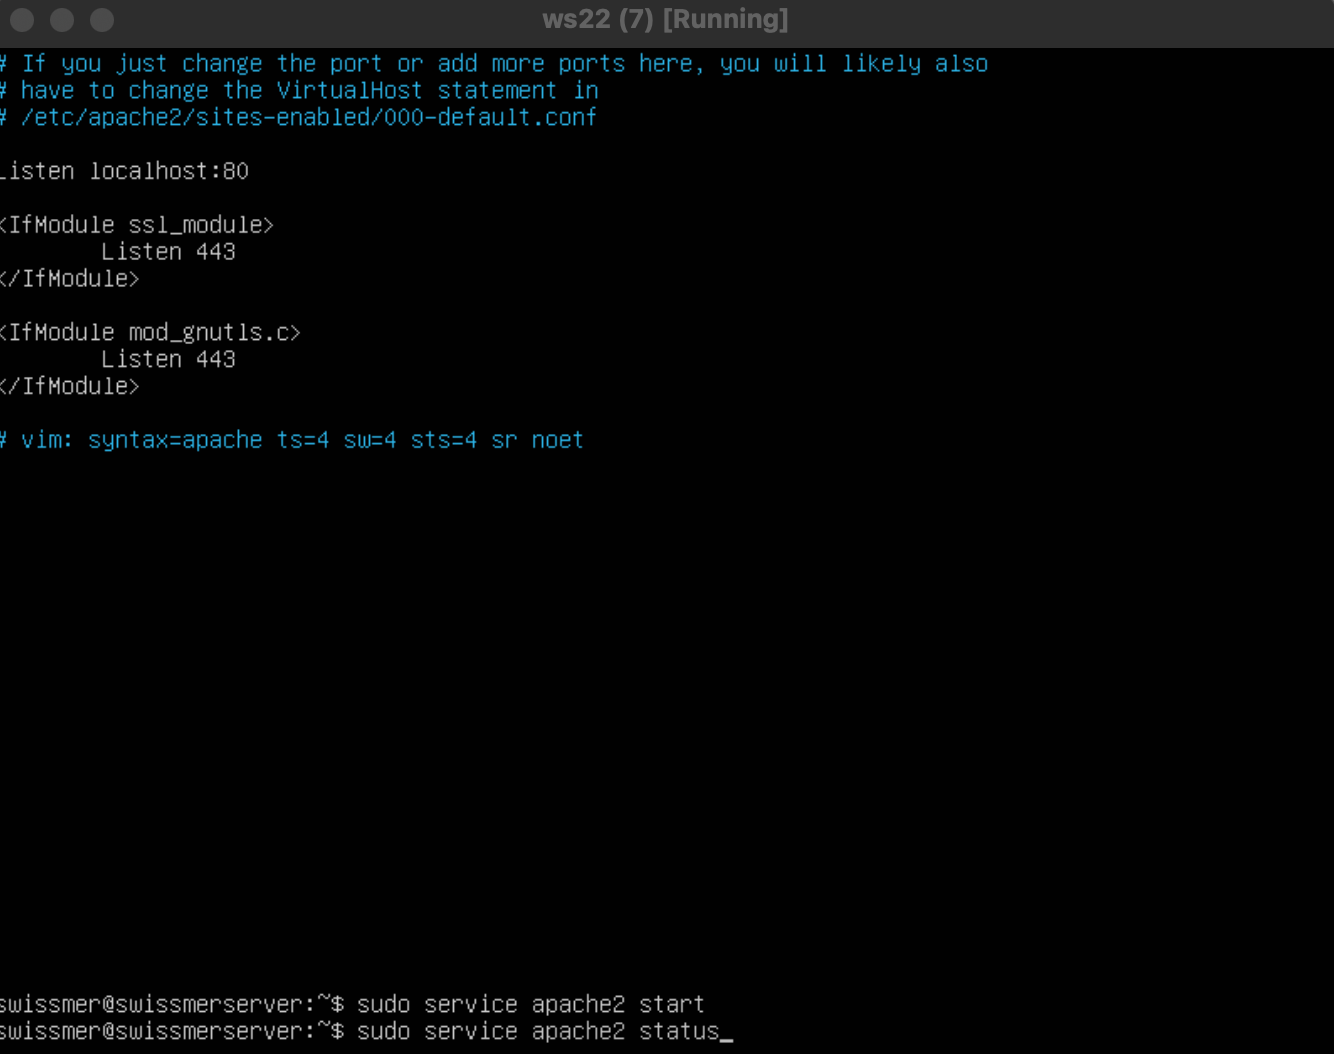 ws22 (7) [Running]
# If you just change the port or add more ports here, you will likely also
# have to change the VirtualHost statement in
# /etc/apache2/sites-enabled/000-default.conf
Listen localhost:80
<IfModule ssl_module>
Listen 443
</IfModule>
<IfModule mod_gnutls.c>
Listen 443
</IfModule>
# vim: syntax=apache ts=4 sw=4 sts=4 sr noet
swissmer@swissmerserver:~$ sudo service apache2 start
swissmer@swissmerserver:~$ sudo service apache2 status_